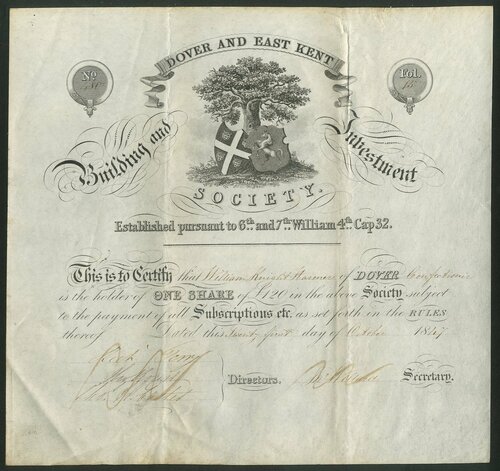 DOVER AND EAST KENT
No
Fol.
15
Building and Investment
SOCIETY.
Established pursuant to 6th and 7th William 4th Cap 32.
This is to Certify that William Knight of DOVER
is the holder of ONE SHARE of £120 in the above Society subject
to the payment of all Subscriptions etc. as set forth in the RULES
thereof Dated this Twenty first day of October 1847
Directors. Secretary.